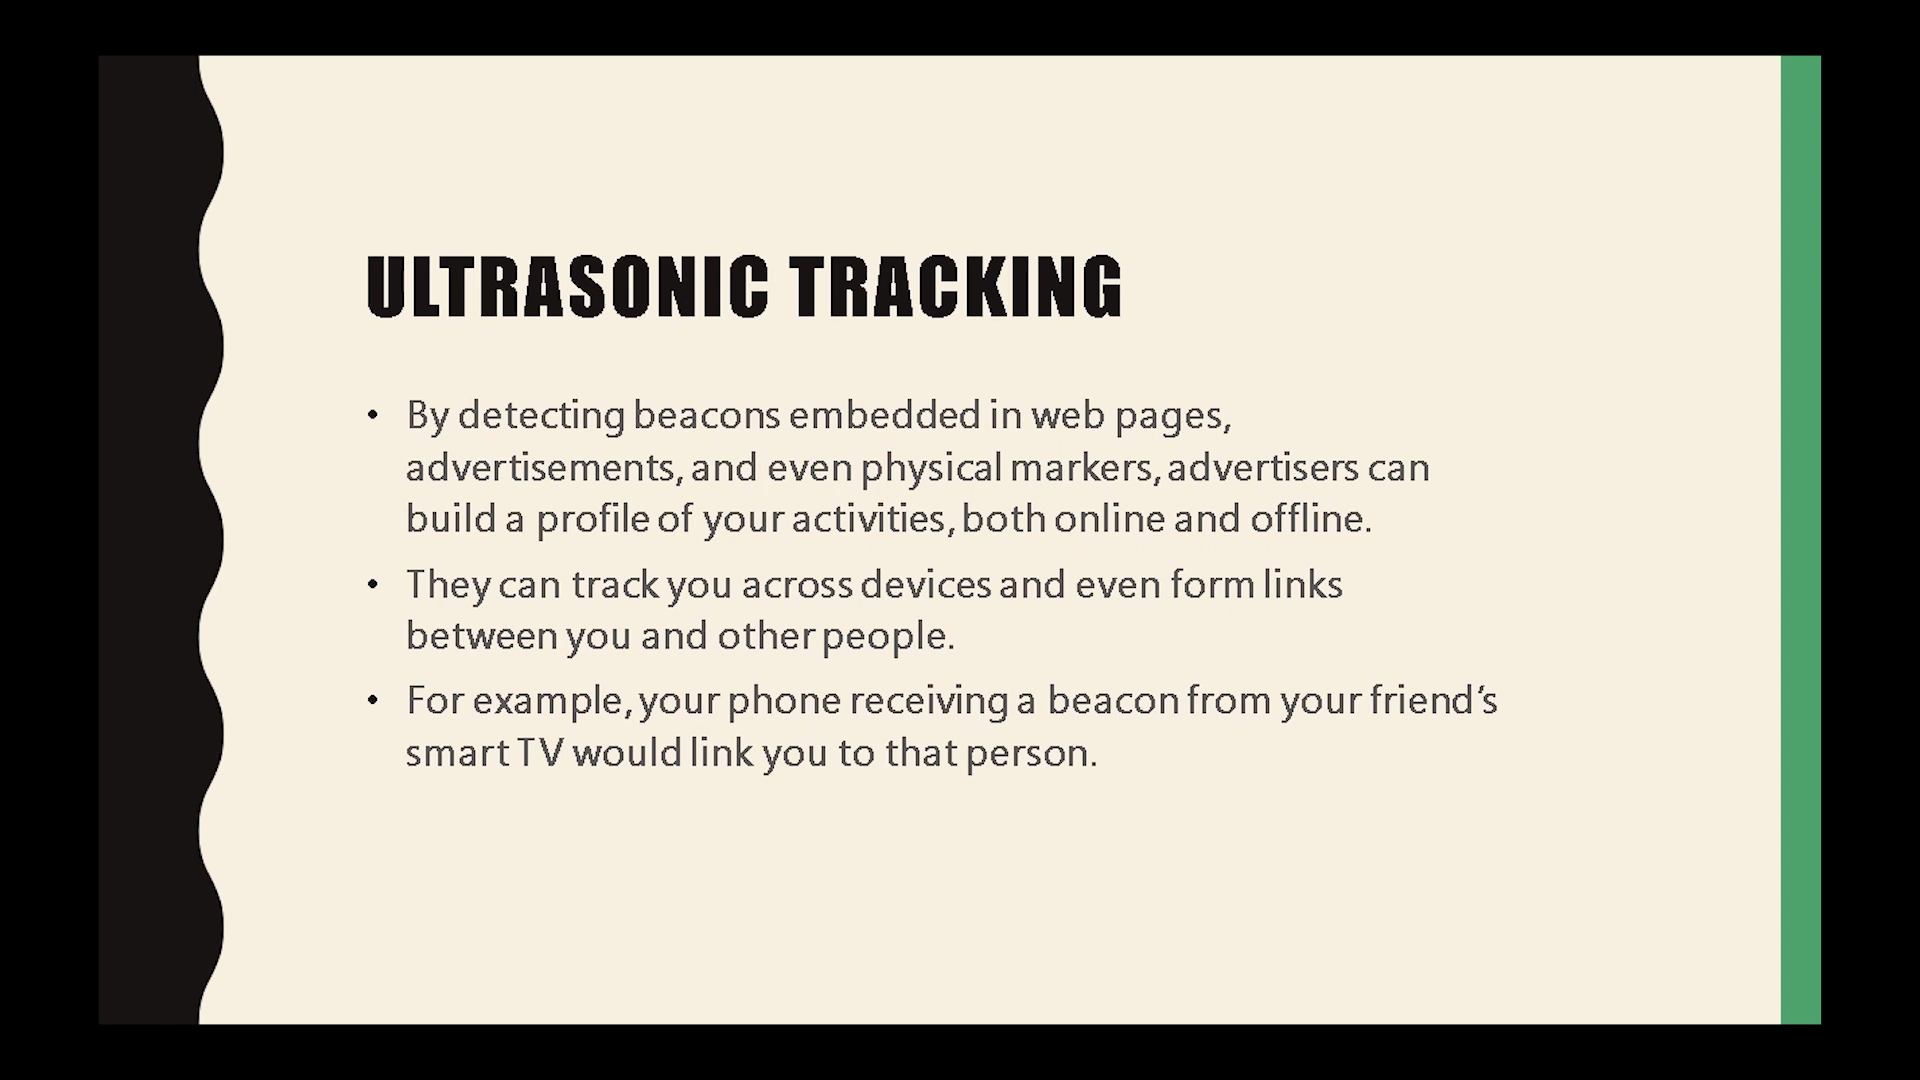 ULTRASONIC TRACKING
• By detecting beacons embedded in web pages,
advertisements, and even physical markers, advertisers can
build a profile of your activities, both online and offline.
• They can track you across devices and even form links
between you and other people.
• For example, your phone receiving a beacon from your friend’s
smart TV would link you to that person.